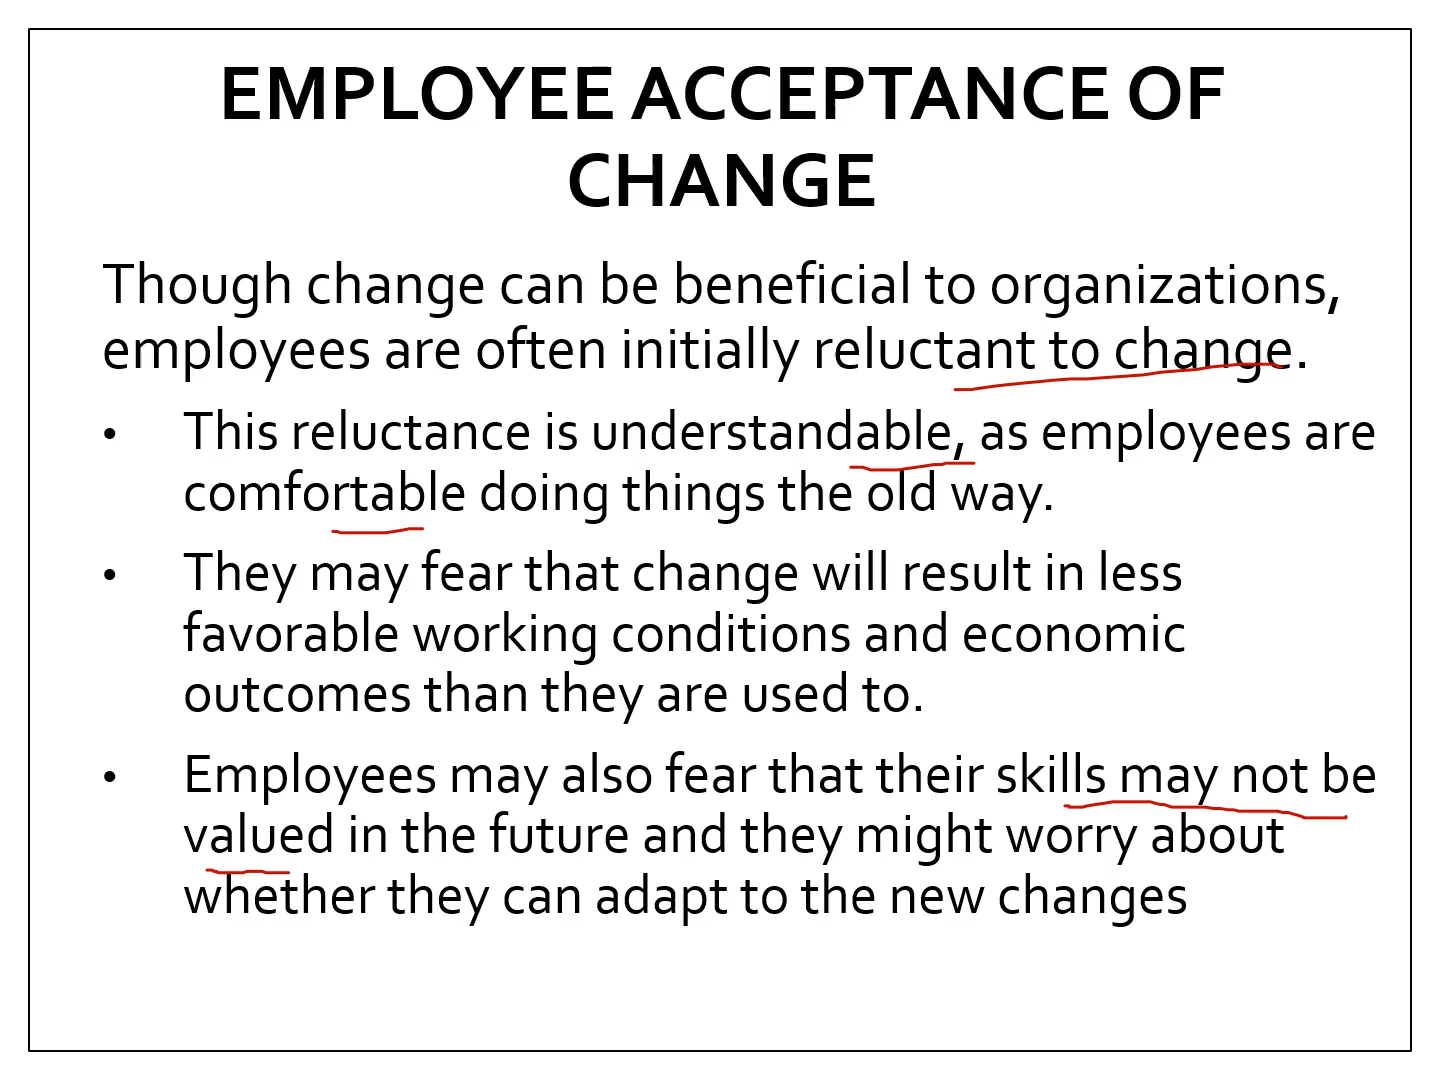 EMPLOYEE ACCEPTANCE OF
CHANGE
Though change can be beneficial to organizations,
employees are often initially reluctant to change.
• This reluctance is understandable, as employees are
comfortable doing things the old way.
• They may fear that change will result in less
favorable working conditions and economic
outcomes than they are used to.
• Employees may also fear that their skills may not be
valued in the future and they might worry about
whether they can adapt to the new changes